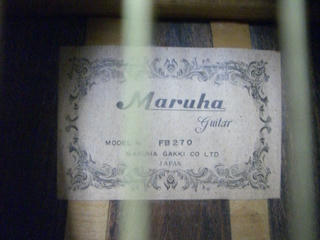 Maruha
Guitar
MODEL No. FB270
MARUHA GAKKI CO LTD
JAPAN